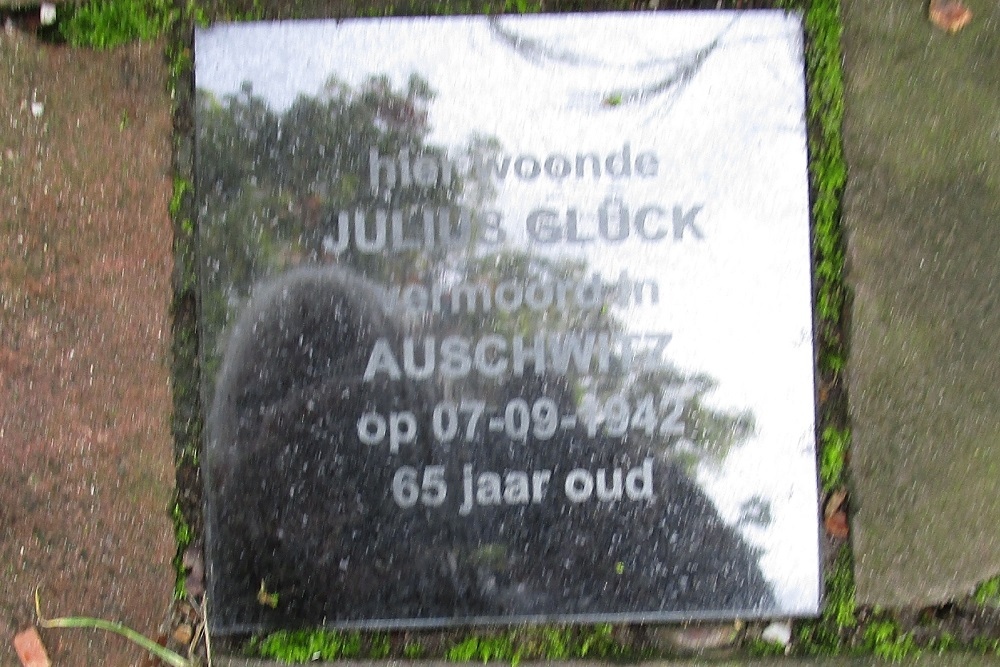 hier woonde
JULIUS GLÜCK
vermoord in
AUSCHWITZ
op 07-09-1942
65 jaar oud